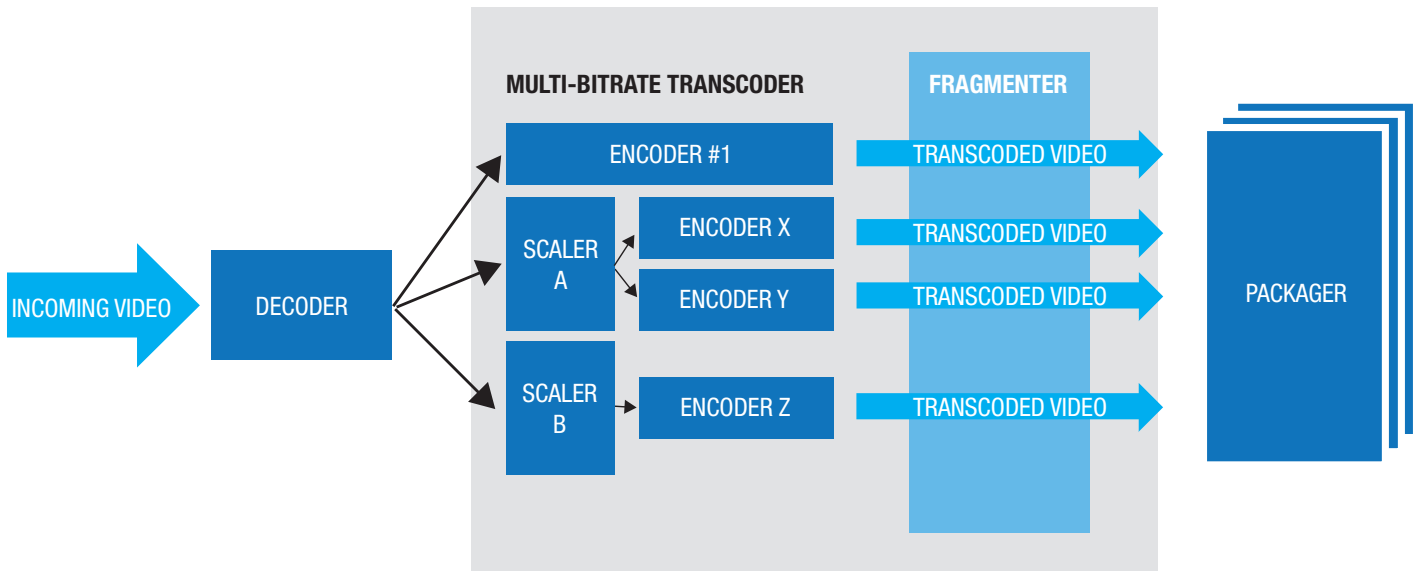 MULTI-BITRATE TRANSCODER
FRAGMENTER
ENCODER #1
TRANSCODED VIDEO
SCALER
A
ENCODER X
TRANSCODED VIDEO
ENCODER Y
TRANSCODED VIDEO
INCOMING VIDEO
DECODER
PACKAGER
SCALER
B
ENCODER Z
TRANSCODED VIDEO